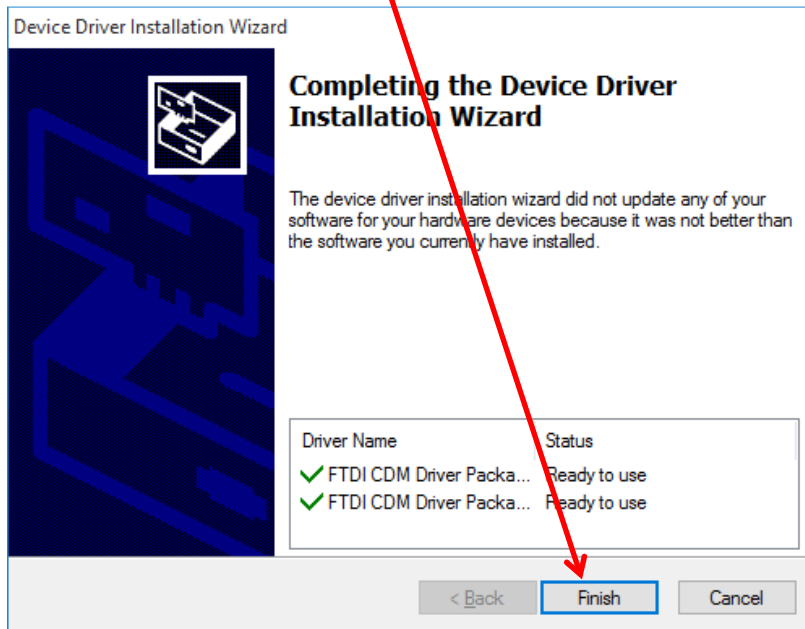 Device Driver Installation Wizard
Completing the Device Driver
Installation Wizard
The device driver installation wizard did not update any of your
software for your hardware devices because it was not better than
the software you currently have installed.
Driver Name Status
FTDI CDM Driver Packa... Ready to use
FTDI CDM Driver Packa... Ready to use
< Back Finish Cancel